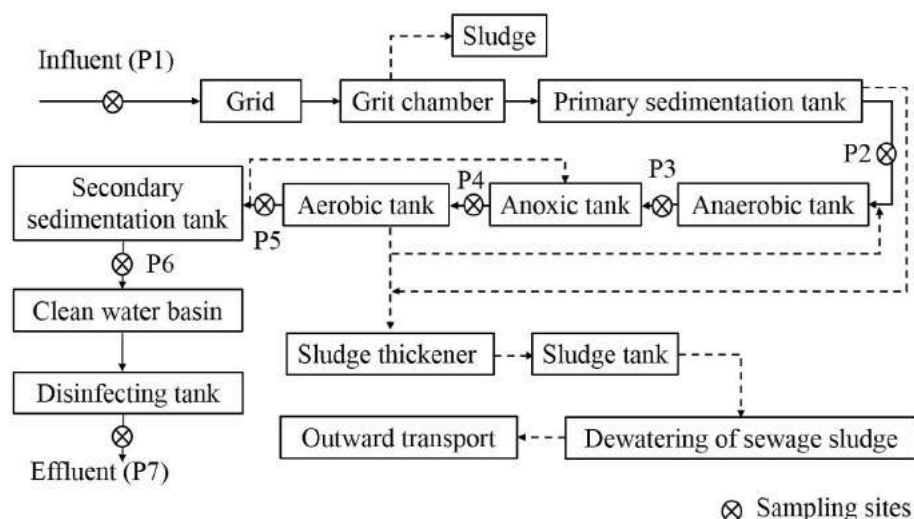 Sludge
Influent (P1)
Grid
Grit chamber
Primary sedimentation tank
P2
Secondary
sedimentation tank
P5
Aerobic tank
P4
Anoxic tank
P3
Anaerobic tank
P6
Clean water basin
Sludge thickener
Sludge tank
Disinfecting tank
Outward transport
Dewatering of sewage sludge
Effluent (P7)
Sampling sites